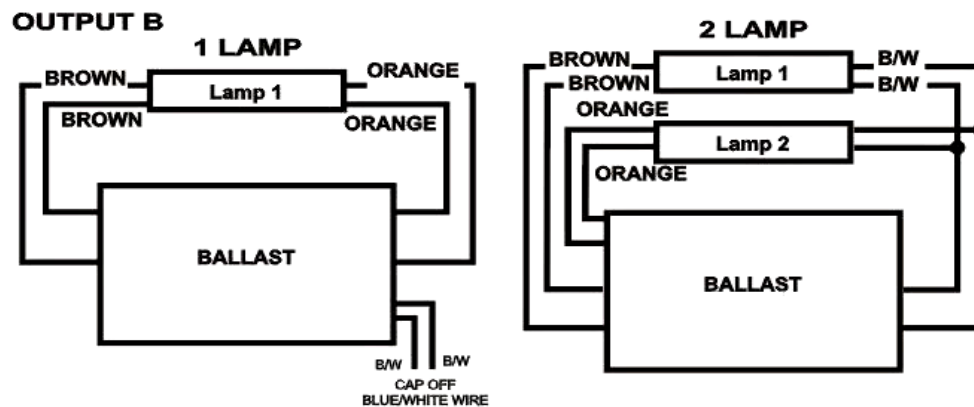 OUTPUT B
1 LAMP
BROWN
ORANGE
Lamp 1
BROWN
ORANGE
BALLAST
B/W
B/W
CAP OFF
BLUE/WHITE WIRE
2 LAMP
BROWN
B/W
Lamp 1
BROWN
B/W
ORANGE
Lamp 2
ORANGE
BALLAST